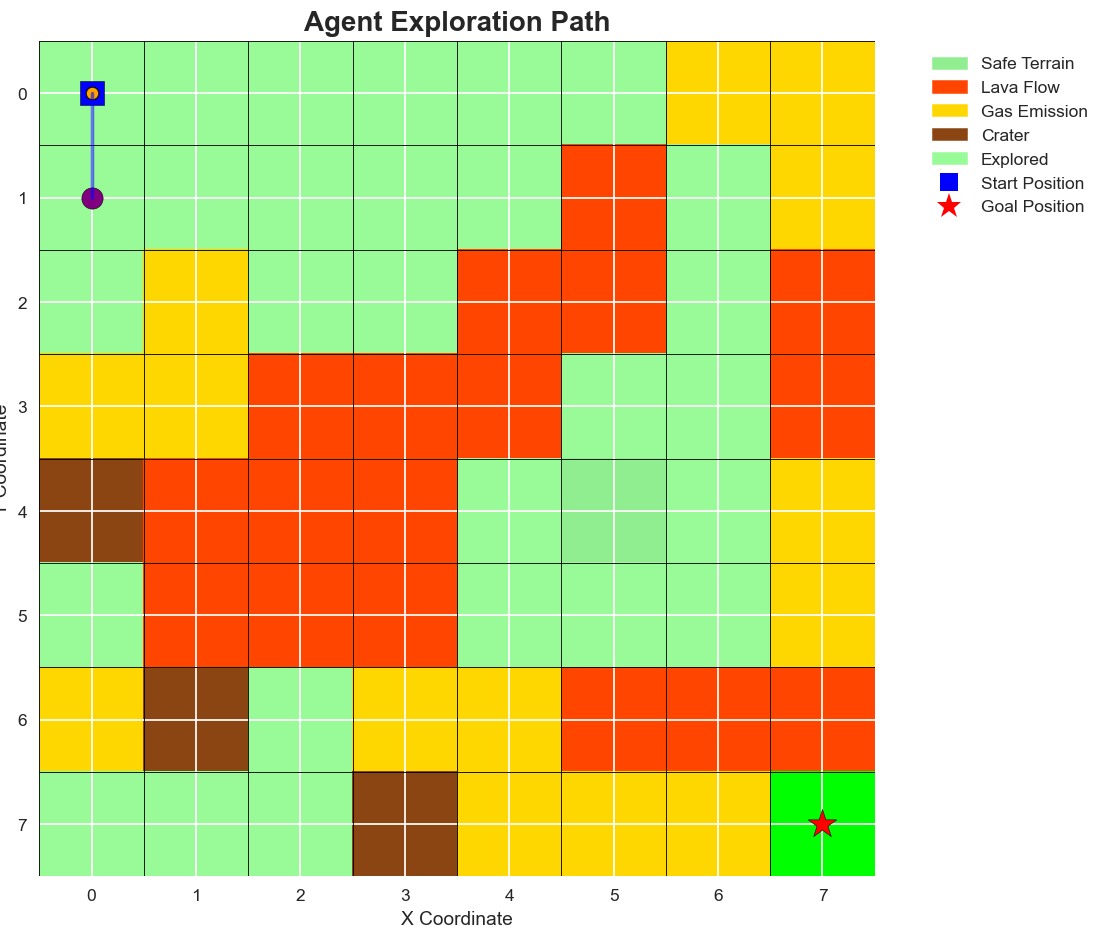 Agent Exploration Path
Safe Terrain
Lava Flow
Gas Emission
Crater
Explored
Start Position
Goal Position
0
1
2
3
4
5
6
7
Coordinate
0 1 2 3 4 5 6 7
X Coordinate